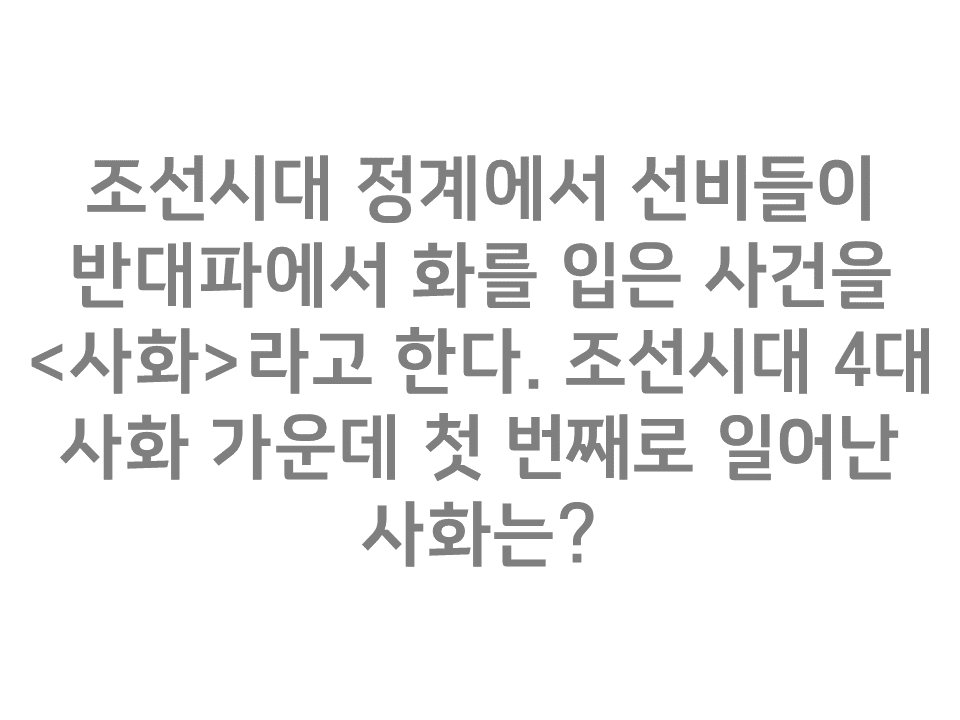 조선시대 정계에서 선비들이
반대파에서 화를 입은 사건을
<사화>라고 한다. 조선시대 4대
사화 가운데 첫 번째로 일어난
사화는?